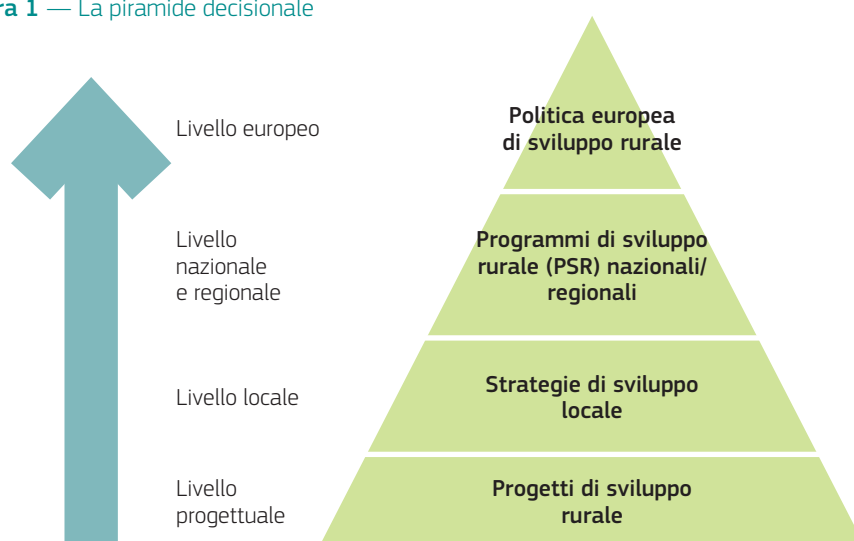 ra 1 — La piramide decisionale
Livello europeo
Politica europea
di sviluppo rurale
Livello
nazionale
e regionale
Programmi di sviluppo
rurale (PSR) nazionali/
regionali
Livello locale
Strategie di sviluppo
locale
Livello
progettuale
Progetti di sviluppo
rurale